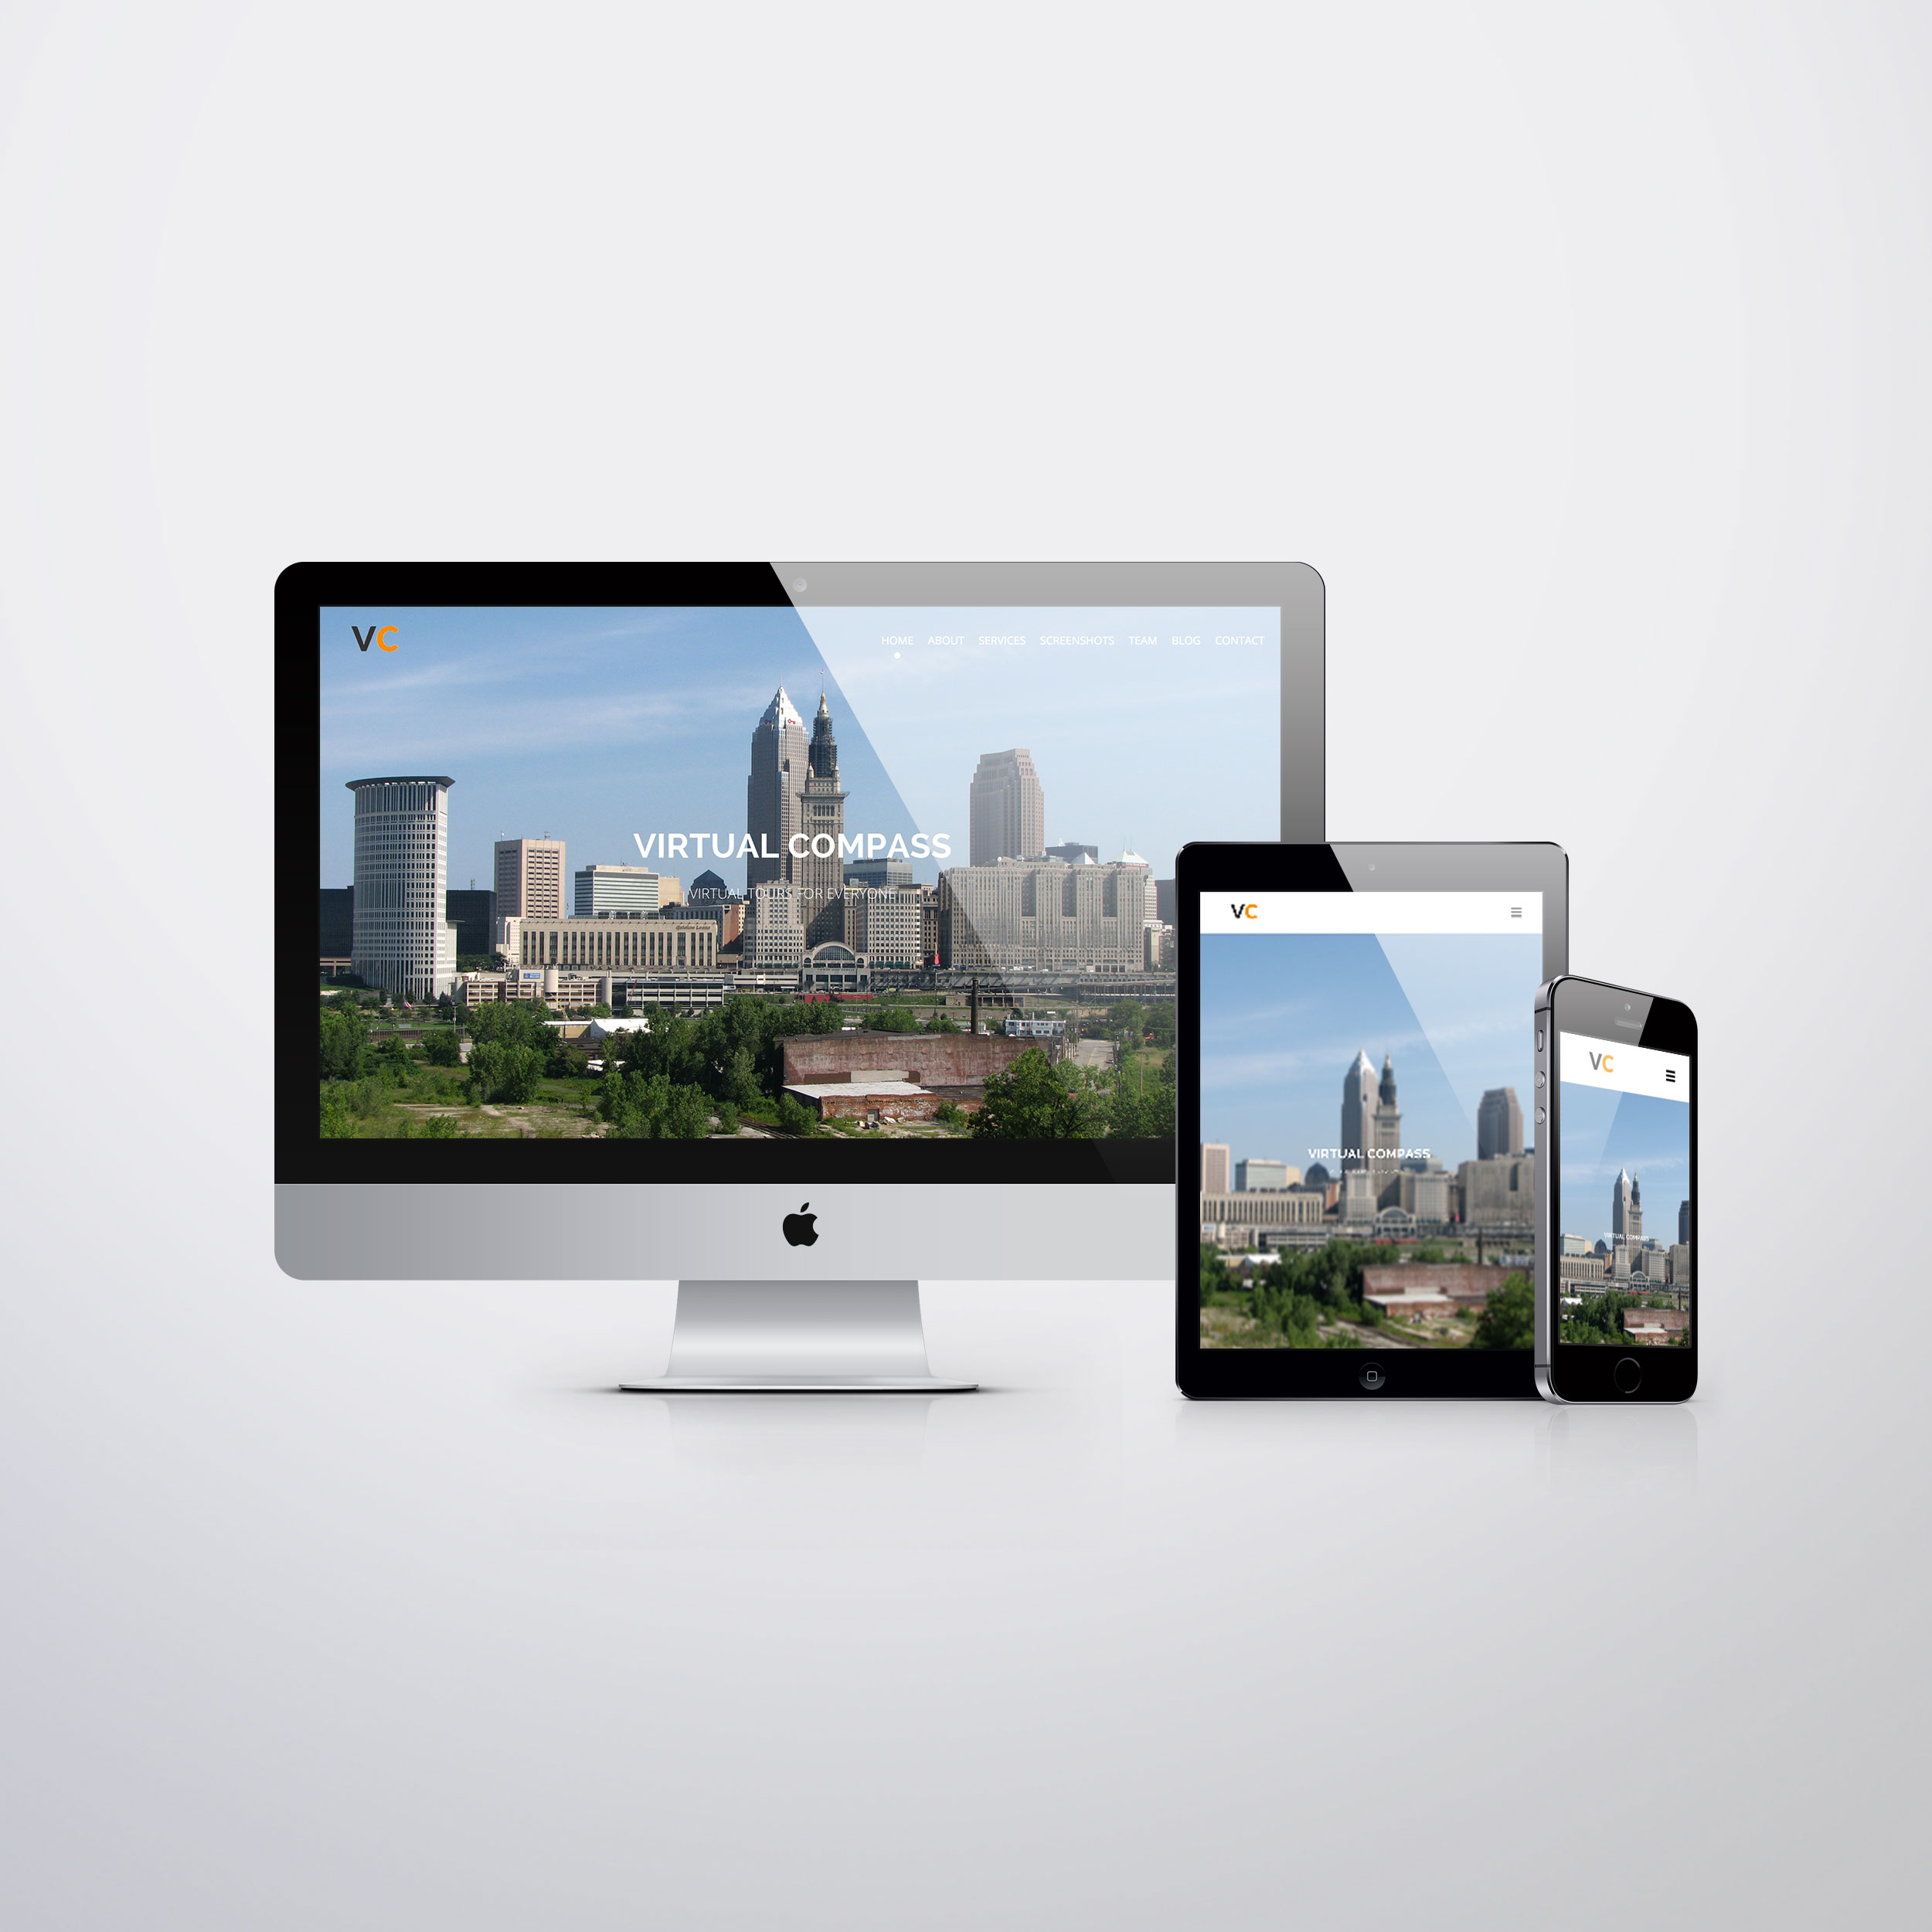 VC
HOME ABOUT SERVICES SCREENSHOTS TEAM BLOG CONTACT
VIRTUAL COMPASS
VIRTUAL TOURS FOR EVERYONE
VC
VIRTUAL COMPASS
VC
VIRTUAL COMPASS